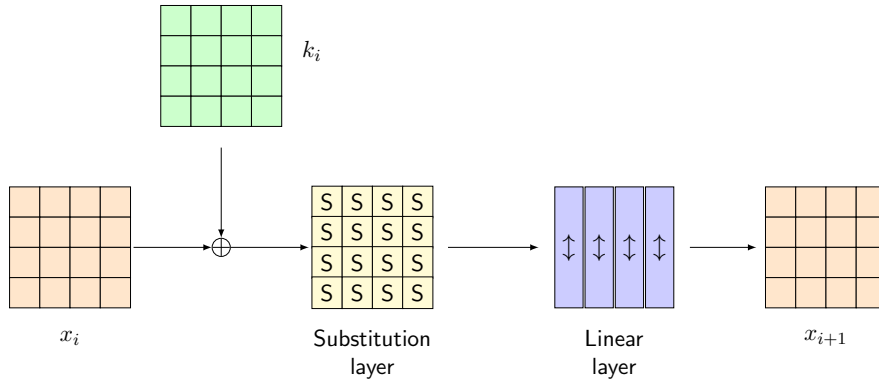 k_i
S S S S
S S S S
S S S S
S S S S
x_i
Substitution
layer
Linear
layer
x_{i+1}